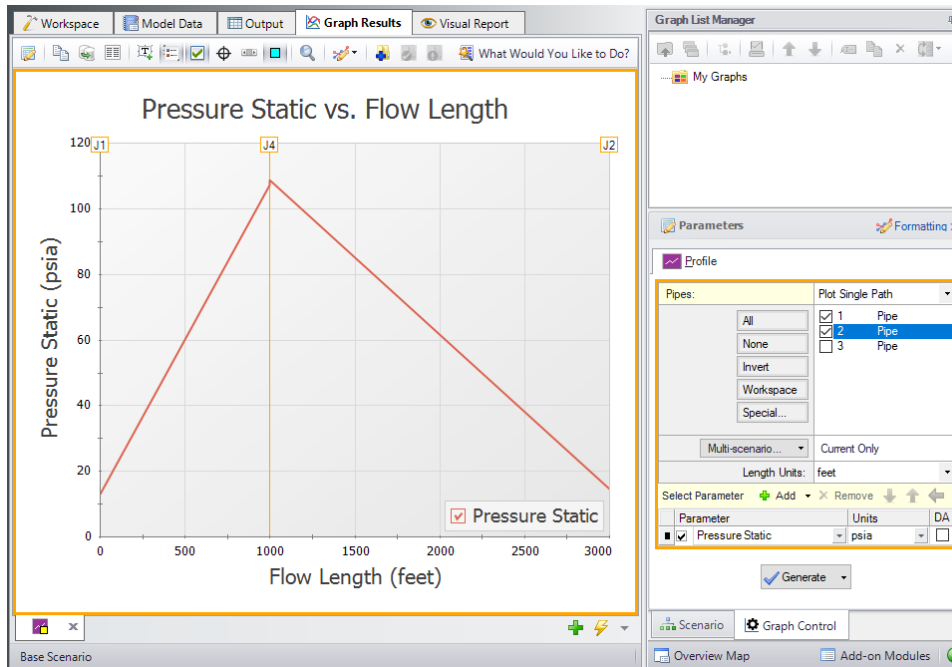 Workspace Model Data Output Graph Results Visual Report
What Would You Like to Do?
Pressure Static vs. Flow Length
J1 J4 J2
120
100
80
60
40
20
0
Pressure Static (psia)
Pressure Static
0 500 1000 1500 2000 2500 3000
Flow Length (feet)
Base Scenario
Graph List Manager
My Graphs
Parameters Formatting
Profile
Pipes: Plot Single Path
All
None
Invert
Workspace
Special...
1 Pipe
2 Pipe
3 Pipe
Multi-scenario... Current Only
Length Units: feet
Select Parameter Add Remove
Parameter Units DA
Pressure Static psia
Generate
Scenario Graph Control
Overview Map Add-on Modules